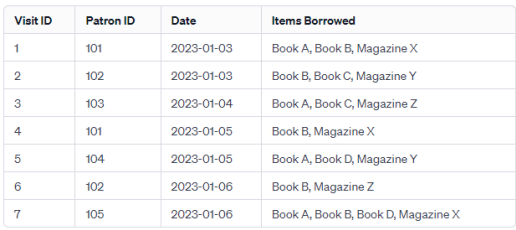 Visit ID Patron ID Date Items Borrowed
1 101 2023-01-03 Book A, Book B, Magazine X
2 102 2023-01-03 Book B, Book C, Magazine Y
3 103 2023-01-04 Book A, Book C, Magazine Z
4 101 2023-01-05 Book B, Magazine X
5 104 2023-01-05 Book A, Book D, Magazine Y
6 102 2023-01-06 Book B, Magazine Z
7 105 2023-01-06 Book A, Book B, Book D, Magazine X